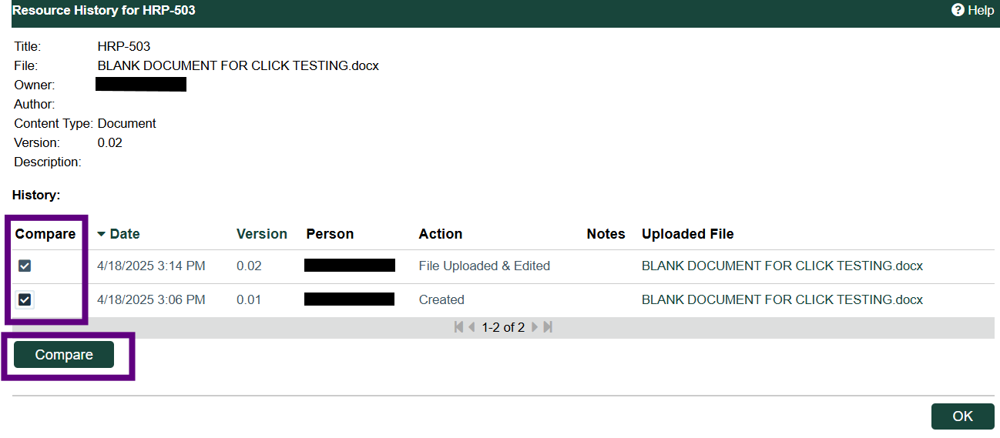 Resource History for HRP-503 Help
Title: HRP-503
File: BLANK DOCUMENT FOR CLICK TESTING.docx
Owner:
Author:
Content Type: Document
Version: 0.02
Description:
History:
Compare Date Version Person Action Notes Uploaded File
4/18/2025 3:14 PM 0.02 File Uploaded & Edited BLANK DOCUMENT FOR CLICK TESTING.docx
4/18/2025 3:06 PM 0.01 Created BLANK DOCUMENT FOR CLICK TESTING.docx
1-2 of 2
Compare
OK